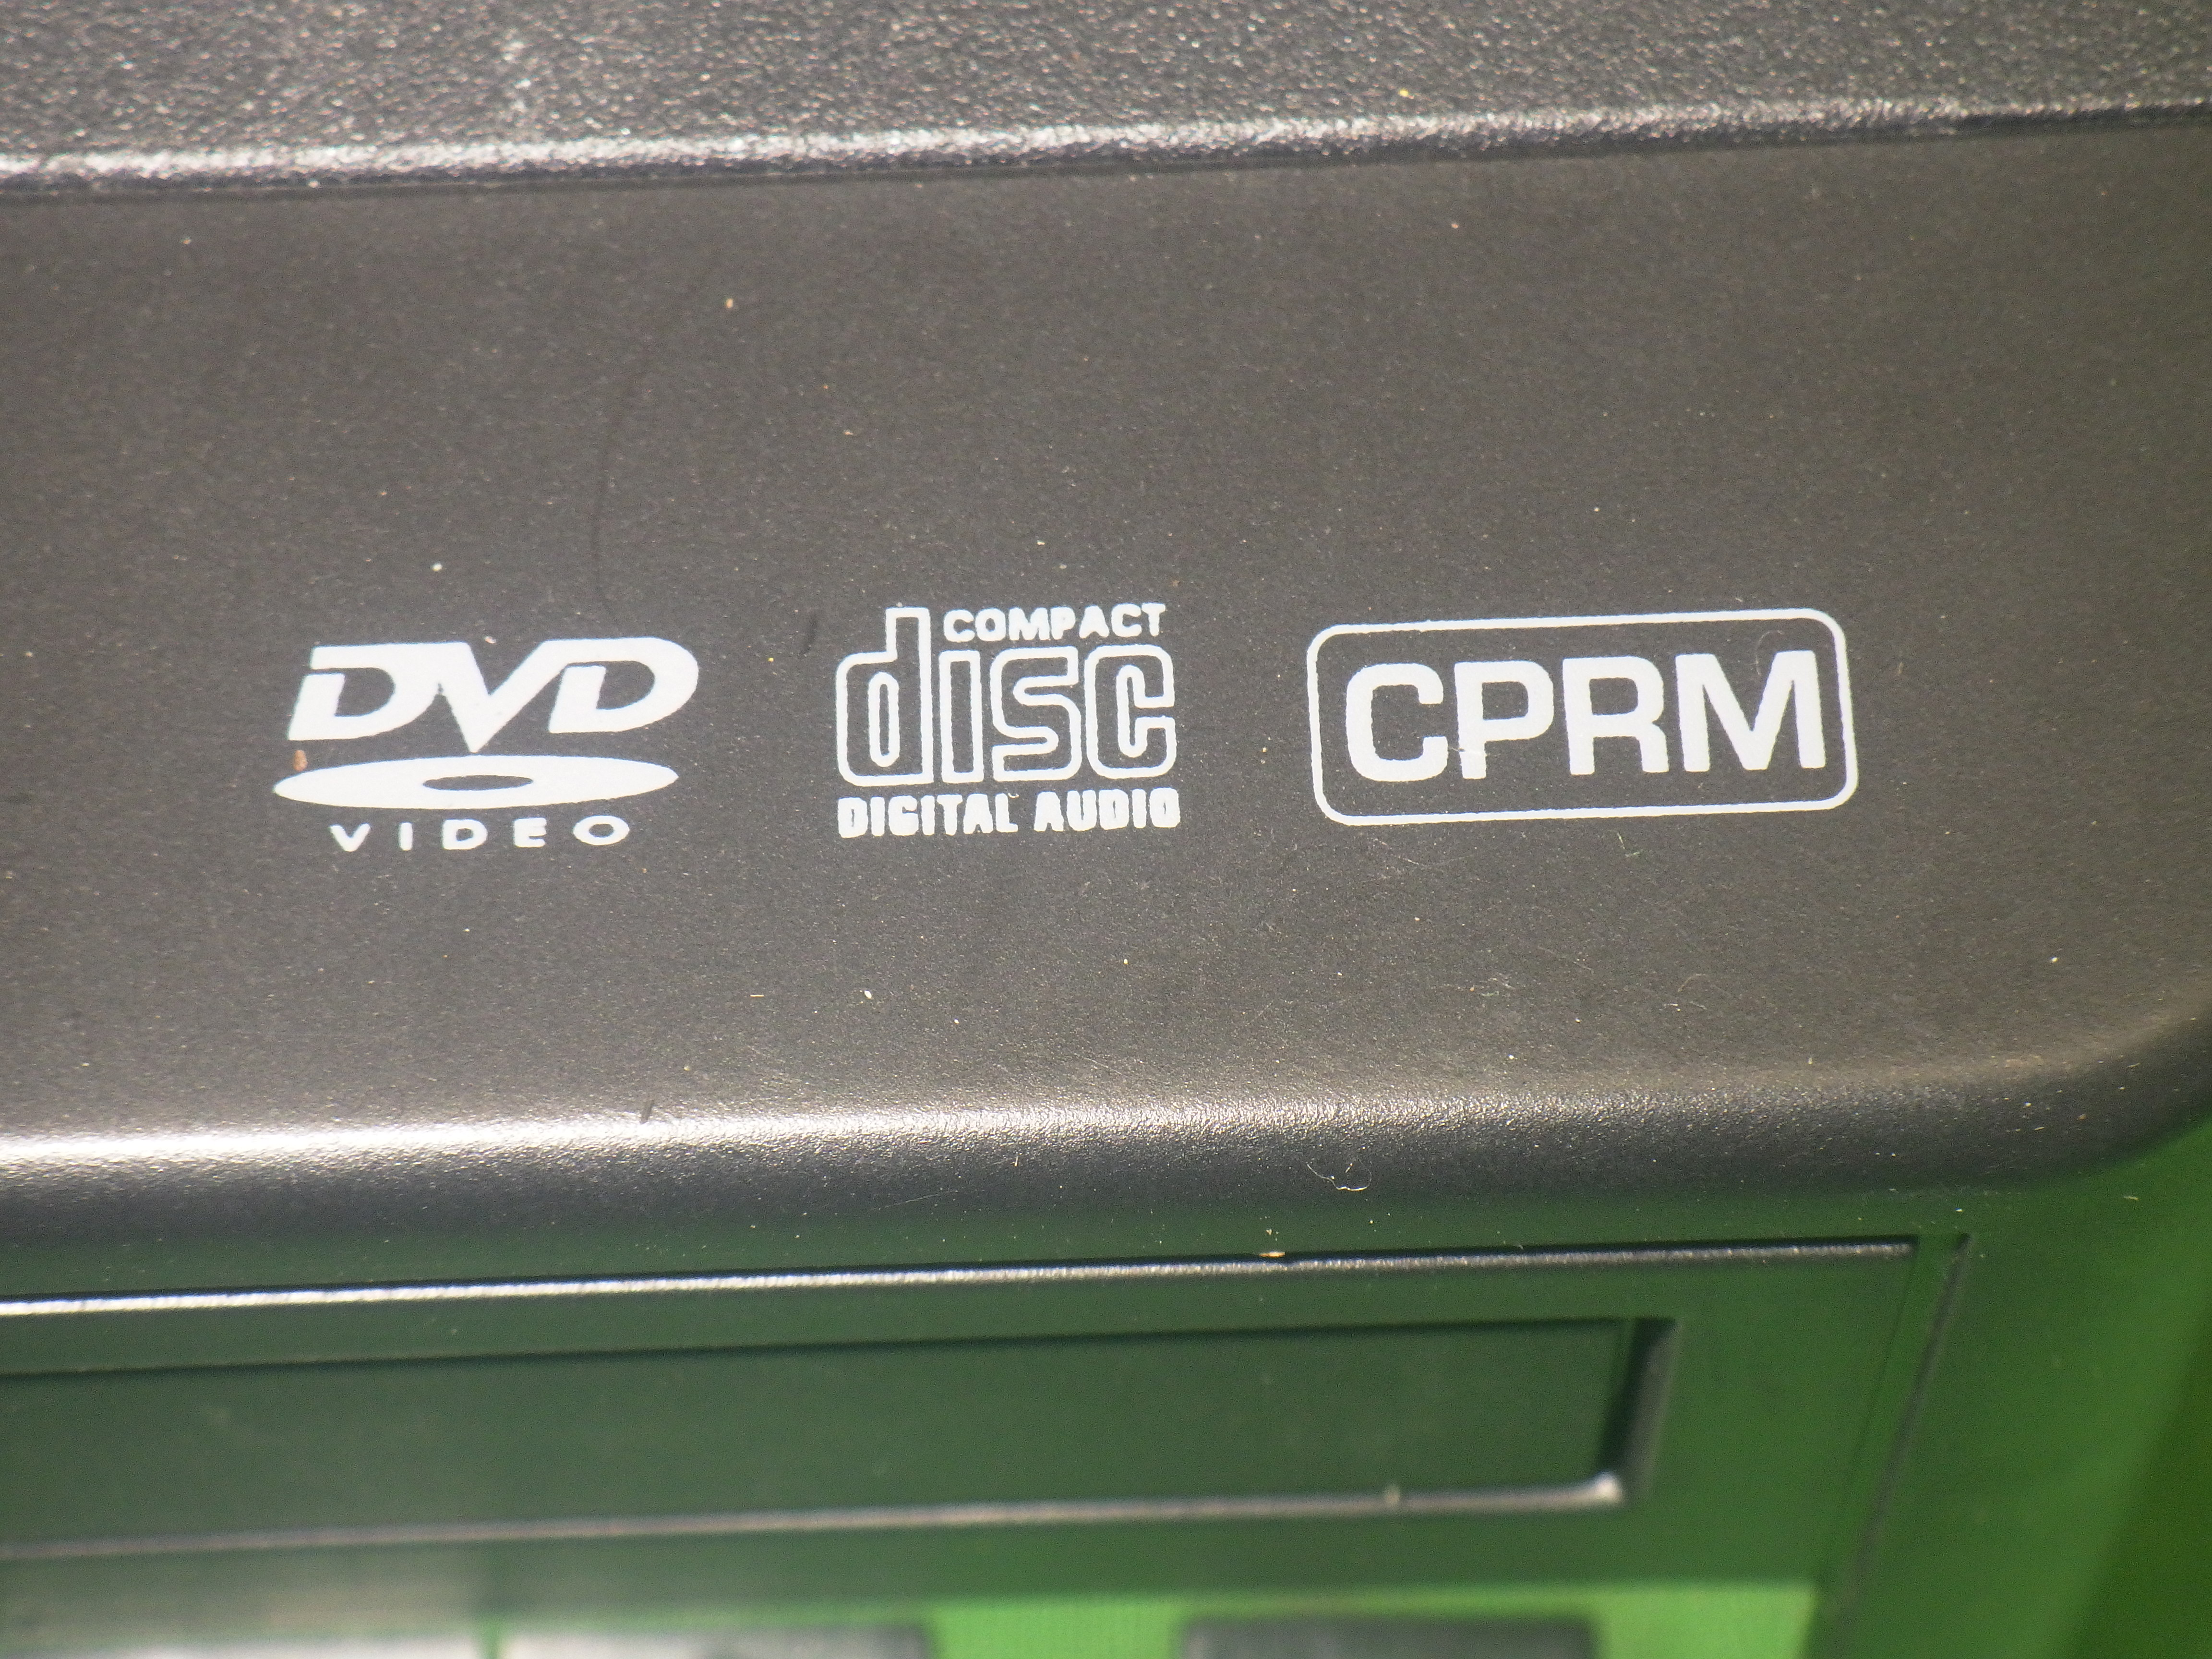 DVD
VIDEO
COMPACT
disc
DIGITAL AUDIO
CPRM